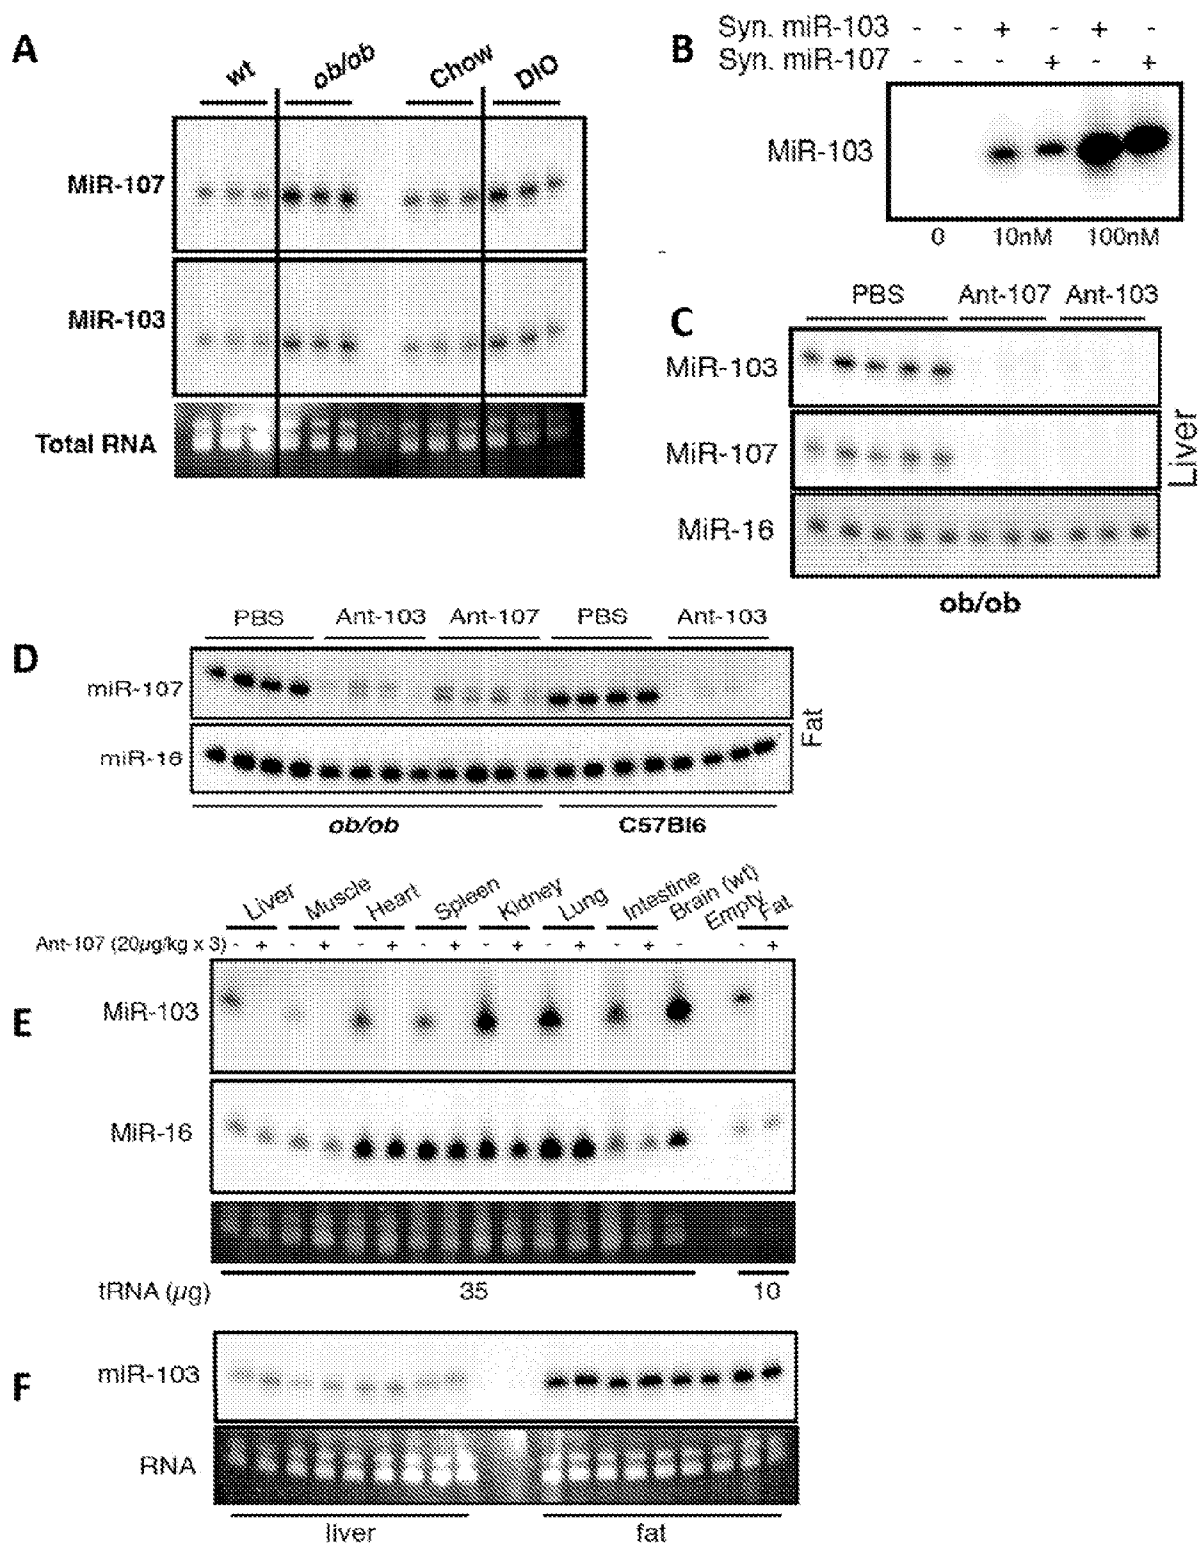 A
wt ob/ob Chow DIO
MiR-107
MiR-103
Total RNA
B
Syn. miR-103 - - + - + -
Syn. miR-107 - - - + - +
MiR-103
0 10nM 100nM
C
PBS Ant-107 Ant-103
MiR-103
MiR-107
MiR-16
Liver
ob/ob
D
PBS Ant-103 Ant-107 PBS Ant-103
miR-107
miR-16
Fat
ob/ob C57Bl6
E
Liver Muscle Heart Spleen Kidney Lung Intestine Brain (wt) Empty Fat
Ant-107 (20µg/kg x 3) - + - + - + - + - + - + - + - - +
MiR-103
MiR-16
tRNA (µg) 35 10
F
miR-103
RNA
liver fat